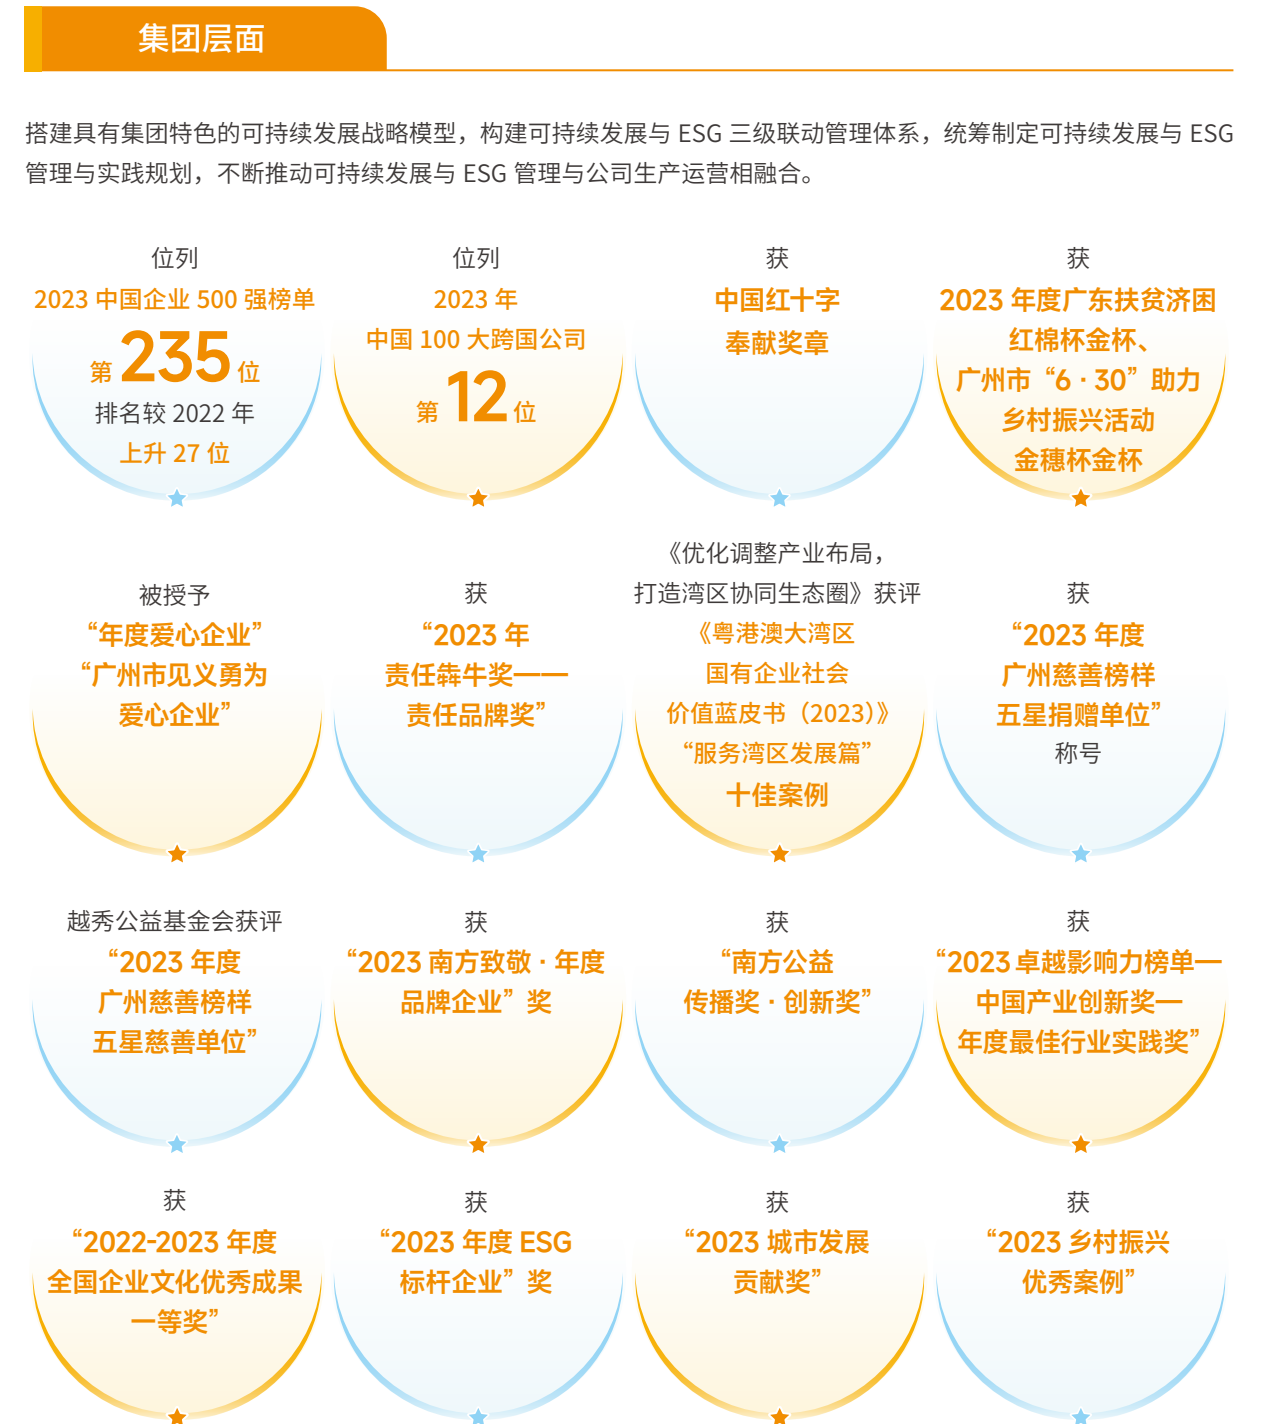 集团层面
搭建具有集团特色的可持续发展战略模型，构建可持续发展与 ESG 三级联动管理体系，统筹制定可持续发展与 ESG
管理与实践规划，不断推动可持续发展与 ESG 管理与公司生产运营相融合。
位列
2023 中国企业 500 强榜单
第 235 位
排名较 2022 年
上升 27 位
位列
2023 年
中国 100 大跨国公司
第 12 位
获
中国红十字
奉献奖章
获
2023 年度广东扶贫济困
红棉杯金杯、
广州市“6 · 30”助力
乡村振兴活动
金穗杯金杯
被授予
“年度爱心企业”
“广州市见义勇为
爱心企业”
获
“2023 年
责任犇牛奖——
责任品牌奖”
《优化调整产业布局，
打造湾区协同生态圈》获评
《粤港澳大湾区
国有企业社会
价值蓝皮书（2023）》
“服务湾区发展篇”
十佳案例
获
“2023 年度
广州慈善榜样
五星捐赠单位”
称号
越秀公益基金会获评
“2023 年度
广州慈善榜样
五星慈善单位”
获
“2023 南方致敬 · 年度
品牌企业”奖
获
“南方公益
传播奖 · 创新奖”
获
“2023 卓越影响力榜单—
中国产业创新奖—
年度最佳行业实践奖”
获
“2022-2023 年度
全国企业文化优秀成果
一等奖”
获
“2023 年度 ESG
标杆企业”奖
获
“2023 城市发展
贡献奖”
获
“2023 乡村振兴
优秀案例”